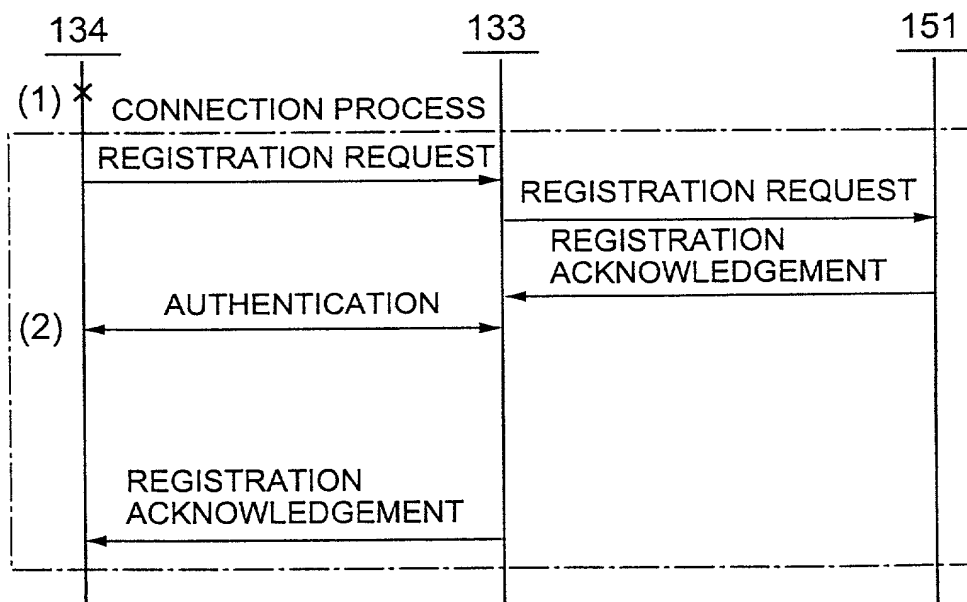 134
133
151
(1)
CONNECTION PROCESS
REGISTRATION REQUEST
REGISTRATION REQUEST
REGISTRATION
ACKNOWLEDGEMENT
AUTHENTICATION
(2)
REGISTRATION
ACKNOWLEDGEMENT